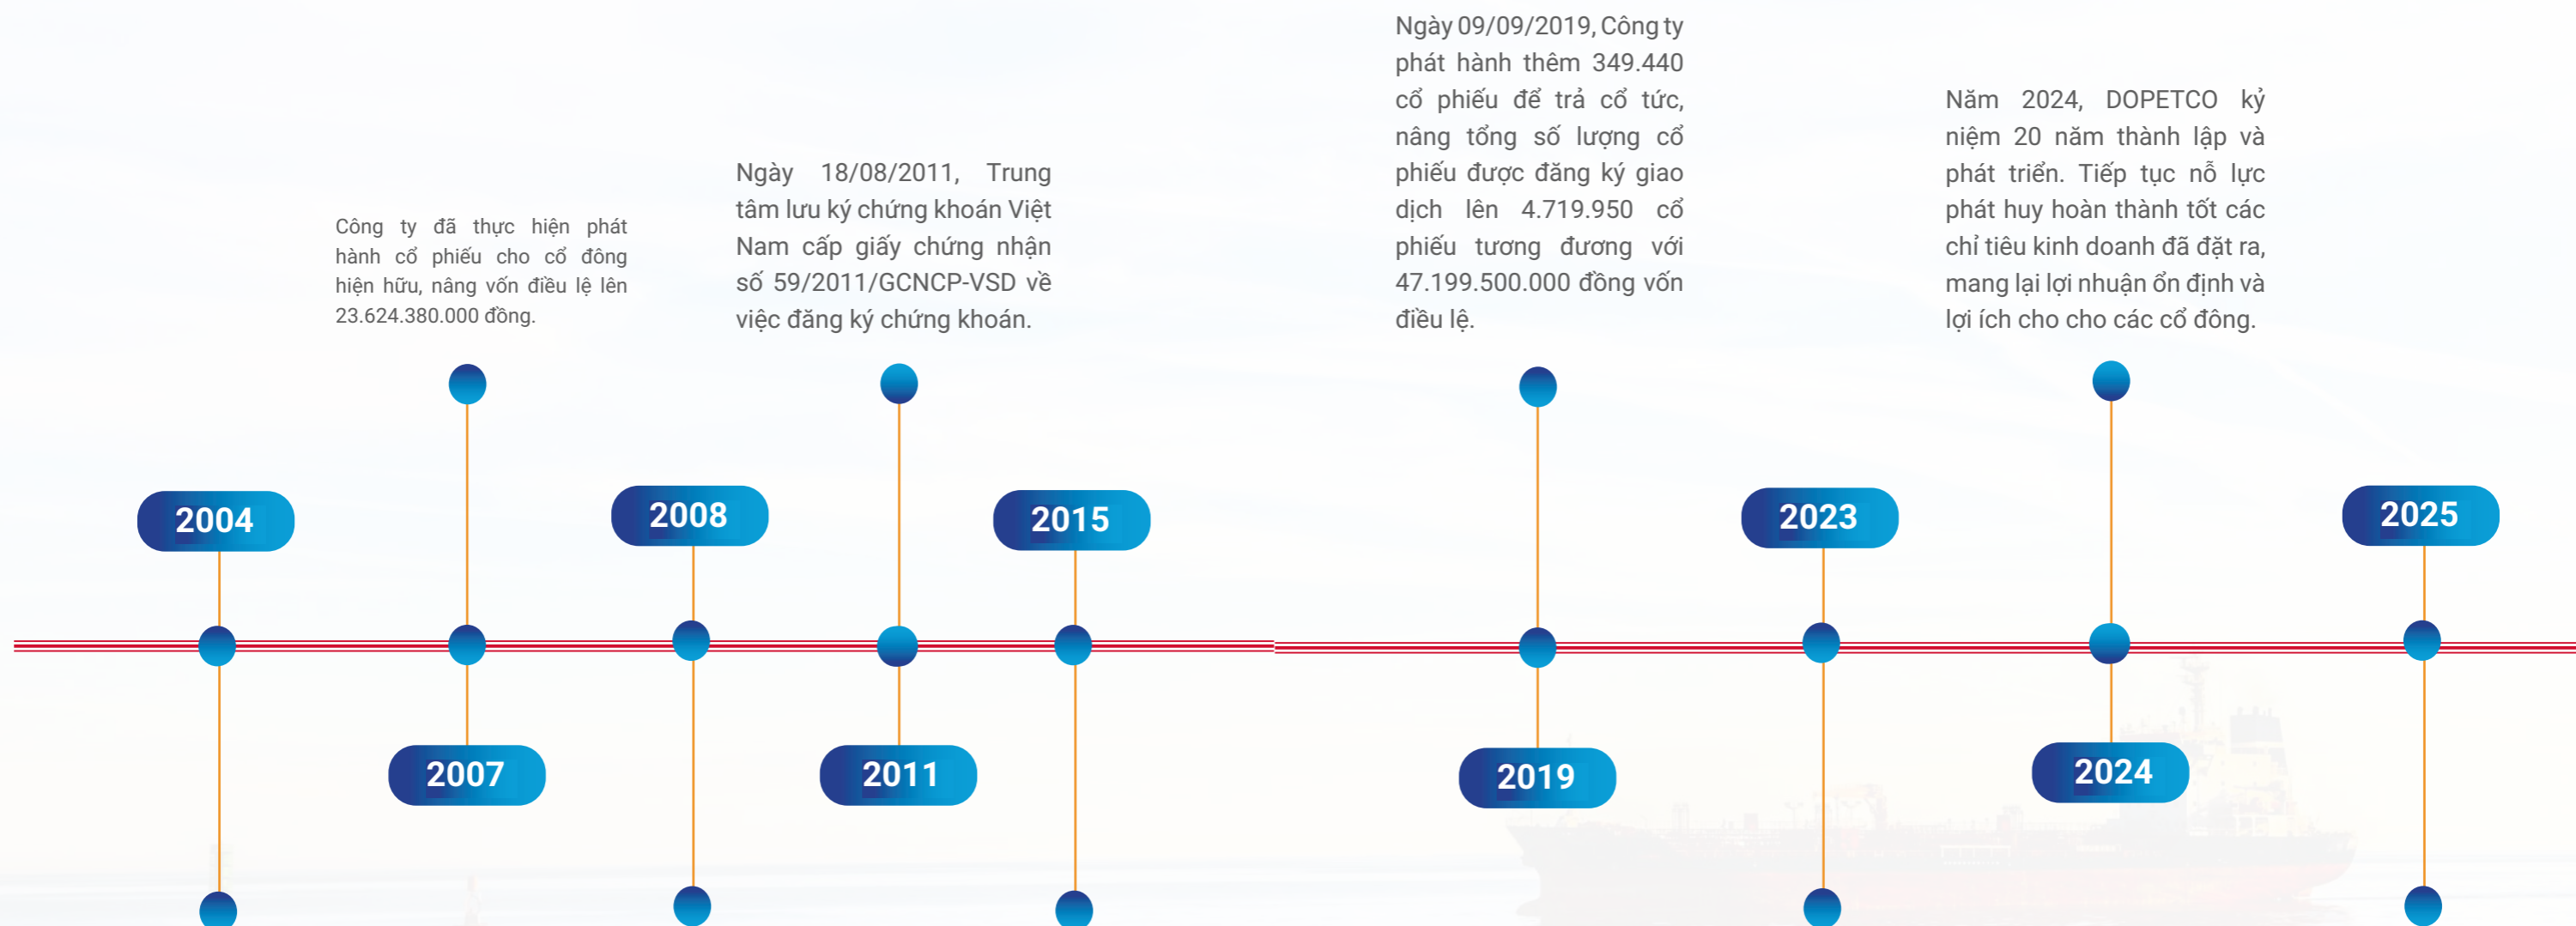 Công ty đã thực hiện phát
hành cổ phiếu cho cổ đông
hiện hữu, nâng vốn điều lệ lên
23.624.380.000 đồng.
Ngày 18/08/2011, Trung
tâm lưu ký chứng khoán Việt
Nam cấp giấy chứng nhận
số 59/2011/GCNCP-VSD về
việc đăng ký chứng khoán.
Ngày 09/09/2019, Công ty
phát hành thêm 349.440
cổ phiếu để trả cổ tức,
nâng tổng số lượng cổ
phiếu được đăng ký giao
dịch lên 4.719.950 cổ
phiếu tương đương với
47.199.500.000 đồng vốn
điều lệ.
Năm 2024, DOPETCO kỷ
niệm 20 năm thành lập và
phát triển. Tiếp tục nỗ lực
phát huy hoàn thành tốt các
chỉ tiêu kinh doanh đã đặt ra,
mang lại lợi nhuận ổn định và
lợi ích cho cho các cổ đông.
2004
2008
2015
2023
2025
2007
2011
2019
2024